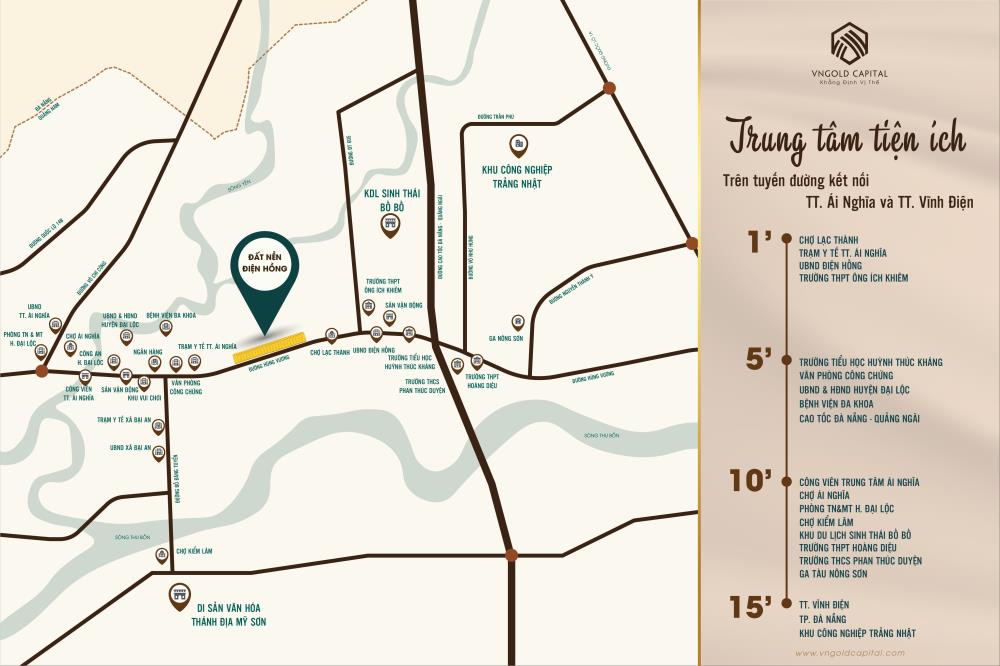 ĐÀ NẴNG
QUẢNG NAM
ĐƯỜNG QUỐC LỘ 14B
ĐƯỜNG VÕ CHÍ CÔNG
SÔNG YÊN
ĐƯỜNG ĐT 605
KDL SINH THÁI
BỒ BỒ
ĐƯỜNG CAO TỐC ĐÀ NẴNG - QUẢNG NGÃI
ĐƯỜNG VÕ NHƯ HƯNG
ĐƯỜNG TRẦN PHÚ
KHU CÔNG NGHIỆP
TRẢNG NHẬT
ĐƯỜNG NGUYỄN THÀNH Ý
GA NÔNG SƠN
ĐẤT NỀN
ĐIỆN HỒNG
UBND
TT. ÁI NGHĨA
PHÒNG TN & MT
H. ĐẠI LỘC
CHỢ ÁI NGHĨA
UBND & HĐND
HUYỆN ĐẠI LỘC
BỆNH VIỆN ĐA KHOA
CÔNG AN
H. ĐẠI LỘC
NGÂN HÀNG
TRẠM Y TẾ TT. ÁI NGHĨA
CÔNG VIÊN
TT. ÁI NGHĨA
SÂN VẬN ĐỘNG
KHU VUI CHƠI
VĂN PHÒNG
CÔNG CHỨNG
ĐƯỜNG HÙNG VƯƠNG
TRƯỜNG THPT
ÔNG ÍCH KHIÊM
SÂN VẬN ĐỘNG
CHỢ LẠC THÀNH
UBND ĐIỆN HỒNG
TRƯỜNG TIỂU HỌC
HUỲNH THÚC KHÁNG
TRƯỜNG THCS
PHAN THÚC DUYỆN
TRƯỜNG THPT
HOÀNG DIỆU
ĐƯỜNG HÙNG VƯƠNG
TRẠM Y TẾ XÃ ĐẠI AN
UBND XÃ ĐẠI AN
ĐƯỜNG ĐỖ ĐĂNG TUYỂN
SÔNG THU BỒN
SÔNG THU BỒN
CHỢ KIỂM LÂM
DI SẢN VĂN HÓA
THÁNH ĐỊA MỸ SƠN
VNGOLD CAPITAL
Khẳng Định Vị Thế
Trung tâm tiện ích
Trên tuyến đường kết nối
TT. Ái Nghĩa và TT. Vĩnh Điện
1’
CHỢ LẠC THÀNH
TRẠM Y TẾ TT. ÁI NGHĨA
UBND ĐIỆN HỒNG
TRƯỜNG THPT ÔNG ÍCH KHIÊM
5’
TRƯỜNG TIỂU HỌC HUỲNH THÚC KHÁNG
VĂN PHÒNG CÔNG CHỨNG
UBND & HĐND HUYỆN ĐẠI LỘC
BỆNH VIỆN ĐA KHOA
CAO TỐC ĐÀ NẴNG - QUẢNG NGÃI
10’
CÔNG VIÊN TRUNG TÂM ÁI NGHĨA
CHỢ ÁI NGHĨA
PHÒNG TN&MT H. ĐẠI LỘC
CHỢ KIỂM LÂM
KHU DU LỊCH SINH THÁI BỒ BỒ
TRƯỜNG THPT HOÀNG DIỆU
TRƯỜNG THCS PHAN THÚC DUYỆN
GA TÀU NÔNG SƠN
15’
TT. VĨNH ĐIỆN
TP. ĐÀ NẴNG
KHU CÔNG NGHIỆP TRẢNG NHẬT
www.vngoldcapital.com